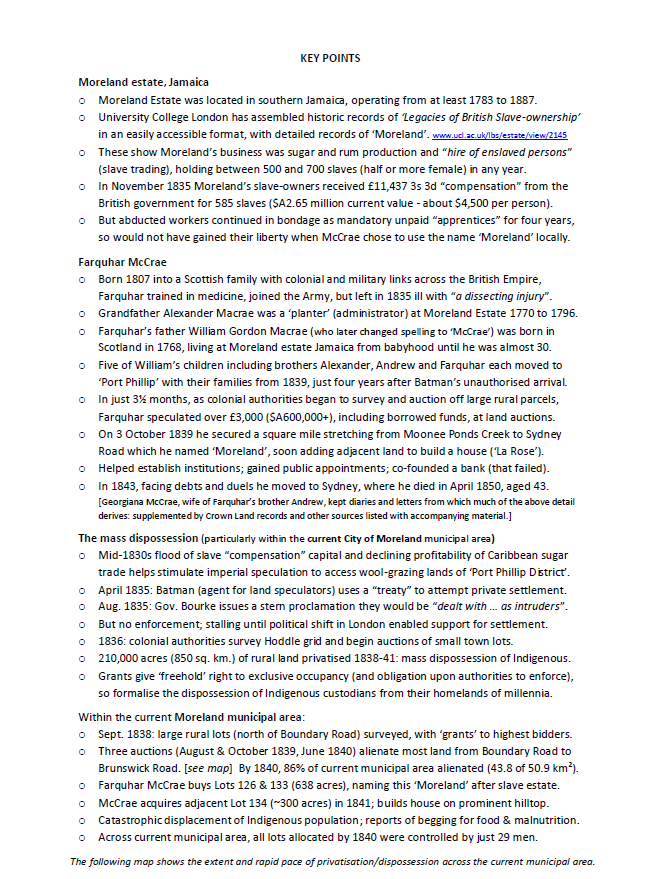 KEY POINTS
Moreland estate, Jamaica
o Moreland Estate was located in southern Jamaica, operating from at least 1783 to 1887.
o University College London has assembled historic records of ‘Legacies of British Slave-ownership’
in an easily accessible format, with detailed records of ‘Moreland’. www.ucl.ac.uk/lbs/estate/view/2145
o These show Moreland’s business was sugar and rum production and “hire of enslaved persons”
(slave trading), holding between 500 and 700 slaves (half or more female) in any year.
o In November 1835 Moreland’s slave-owners received £11,437 3s 3d “compensation” from the
British government for 585 slaves ($A2.65 million current value - about $4,500 per person).
o But abducted workers continued in bondage as mandatory unpaid “apprentices” for four years,
so would not have gained their liberty when McCrae chose to use the name ‘Moreland’ locally.
Farquhar McCrae
o Born 1807 into a Scottish family with colonial and military links across the British Empire,
Farquhar trained in medicine, joined the Army, but left in 1835 ill with “a dissecting injury”.
o Grandfather Alexander Macrae was a ‘planter’ (administrator) at Moreland Estate 1770 to 1796.
o Farquhar’s father William Gordon Macrae (who later changed spelling to ‘McCrae’) was born in
Scotland in 1768, living at Moreland estate Jamaica from babyhood until he was almost 30.
o Five of William’s children including brothers Alexander, Andrew and Farquhar each moved to
‘Port Phillip’ with their families from 1839, just four years after Batman’s unauthorised arrival.
o In just 3½ months, as colonial authorities began to survey and auction off large rural parcels,
Farquhar speculated over £3,000 ($A600,000+), including borrowed funds, at land auctions.
o On 3 October 1839 he secured a square mile stretching from Moonee Ponds Creek to Sydney
Road which he named ‘Moreland’, soon adding adjacent land to build a house (‘La Rose’).
o Helped establish institutions; gained public appointments; co-founded a bank (that failed).
o In 1843, facing debts and duels he moved to Sydney, where he died in April 1850, aged 43.
[Georgiana McCrae, wife of Farquhar’s brother Andrew, kept diaries and letters from which much of the above detail
derives: supplemented by Crown Land records and other sources listed with accompanying material.]
The mass dispossession (particularly within the current City of Moreland municipal area)
o Mid-1830s flood of slave “compensation” capital and declining profitability of Caribbean sugar
trade helps stimulate imperial speculation to access wool-grazing lands of ‘Port Phillip District’.
o April 1835: Batman (agent for land speculators) uses a “treaty” to attempt private settlement.
o Aug. 1835: Gov. Bourke issues a stern proclamation they would be “dealt with ... as intruders”.
o But no enforcement; stalling until political shift in London enabled support for settlement.
o 1836: colonial authorities survey Hoddle grid and begin auctions of small town lots.
o 210,000 acres (850 sq. km.) of rural land privatised 1838-41: mass dispossession of Indigenous.
o Grants give ‘freehold’ right to exclusive occupancy (and obligation upon authorities to enforce),
so formalise the dispossession of Indigenous custodians from their homelands of millennia.
Within the current Moreland municipal area:
o Sept. 1838: large rural lots (north of Boundary Road) surveyed, with ‘grants’ to highest bidders.
o Three auctions (August & October 1839, June 1840) alienate most land from Boundary Road to
Brunswick Road. [see map] By 1840, 86% of current municipal area alienated (43.8 of 50.9 km²).
o Farquhar McCrae buys Lots 126 & 133 (638 acres), naming this ‘Moreland’ after slave estate.
o McCrae acquires adjacent Lot 134 (~300 acres) in 1841; builds house on prominent hilltop.
o Catastrophic displacement of Indigenous population; reports of begging for food & malnutrition.
o Across current municipal area, all lots allocated by 1840 were controlled by just 29 men.
The following map shows the extent and rapid pace of privatisation/dispossession across the current municipal area.